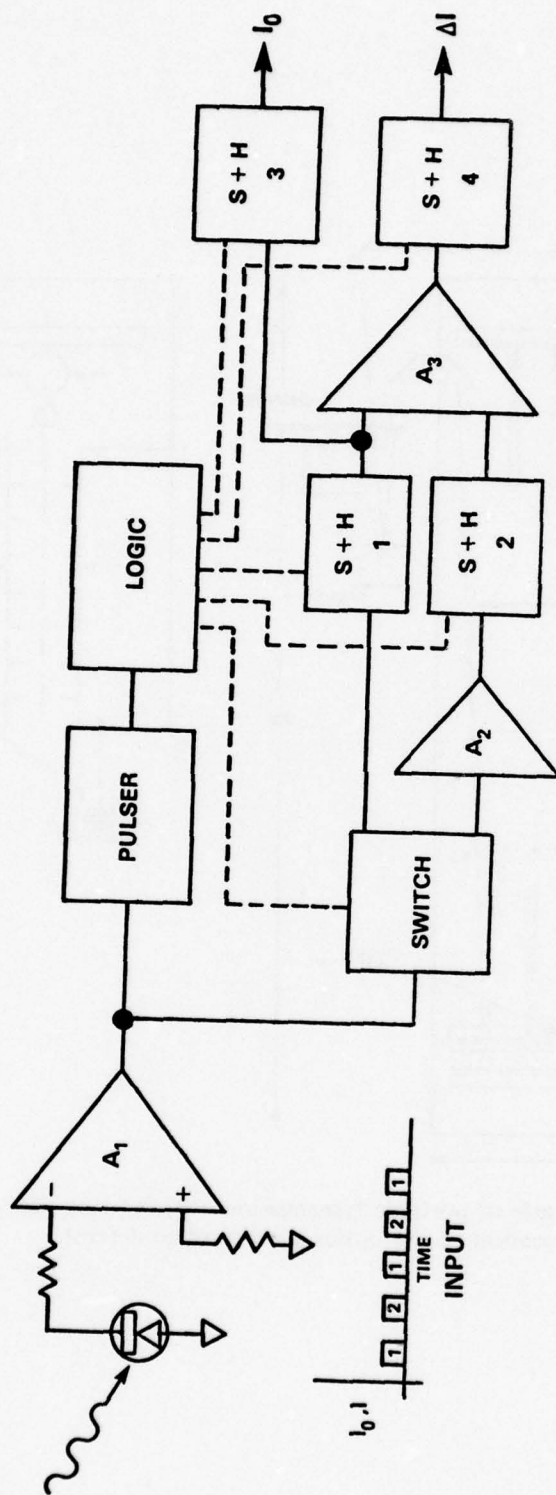 A1
-
+
PULSER
LOGIC
SWITCH
A2
S + H
1
S + H
2
A3
S + H
3
S + H
4
I0
ΔI
I0, I
1
2
1
2
1
TIME
INPUT